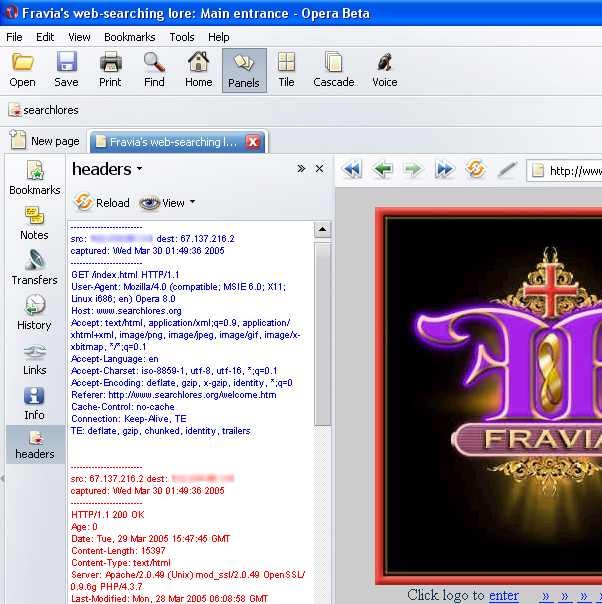 Fravia's web-searching lore: Main entrance - Opera Beta
File Edit View Bookmarks Tools Help
Open Save Print Find Home Panels Tile Cascade Voice
searchlores
New page Fravia's web-searching l...
headers
http://www
Bookmarks
Notes
Transfers
History
Links
Info
headers
Reload View
------------------------
src: dest: 67.137.216.2
captured: Wed Mar 30 01:49:36 2005
------------------------
GET /index.html HTTP/1.1
User-Agent: Mozilla/4.0 (compatible; MSIE 6.0; X11;
Linux i686; en) Opera 8.0
Host: www.searchlores.org
Accept: text/html, application/xml;q=0.9, application/
xhtml+xml, image/png, image/jpeg, image/gif, image/x-
xbitmap, */*;q=0.1
Accept-Language: en
Accept-Charset: iso-8859-1, utf-8, utf-16, *;q=0.1
Accept-Encoding: deflate, gzip, x-gzip, identity, *;q=0
Referer: http://www.searchlores.org/welcome.htm
Cache-Control: no-cache
Connection: Keep-Alive, TE
TE: deflate, gzip, chunked, identity, trailers
------------------------
src: 67.137.216.2 dest:
captured: Wed Mar 30 01:49:36 2005
------------------------
HTTP/1.1 200 OK
Age: 0
Date: Tue, 29 Mar 2005 15:47:45 GMT
Content-Length: 15397
Content-Type: text/html
Server: Apache/2.0.49 (Unix) mod_ssl/2.0.49 OpenSSL/
0.9.6g PHP/4.3.7
Last-Modified: Mon, 28 Mar 2005 06:08:58 GMT
FRAVIA
Click logo to enter » » » »